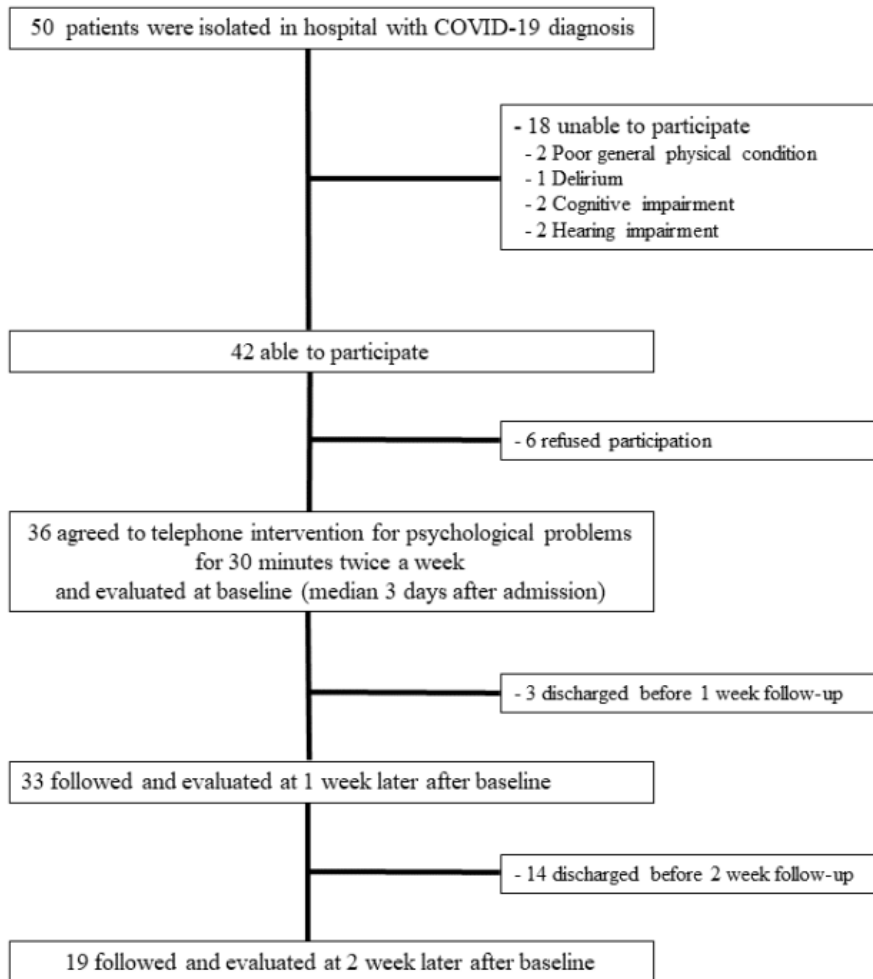 50 patients were isolated in hospital with COVID-19 diagnosis
- 18 unable to participate
- 2 Poor general physical condition
- 1 Delirium
- 2 Cognitive impairment
- 2 Hearing impairment
42 able to participate
- 6 refused participation
36 agreed to telephone intervention for psychological problems
for 30 minutes twice a week
and evaluated at baseline (median 3 days after admission)
- 3 discharged before 1 week follow-up
33 followed and evaluated at 1 week later after baseline
- 14 discharged before 2 week follow-up
19 followed and evaluated at 2 week later after baseline